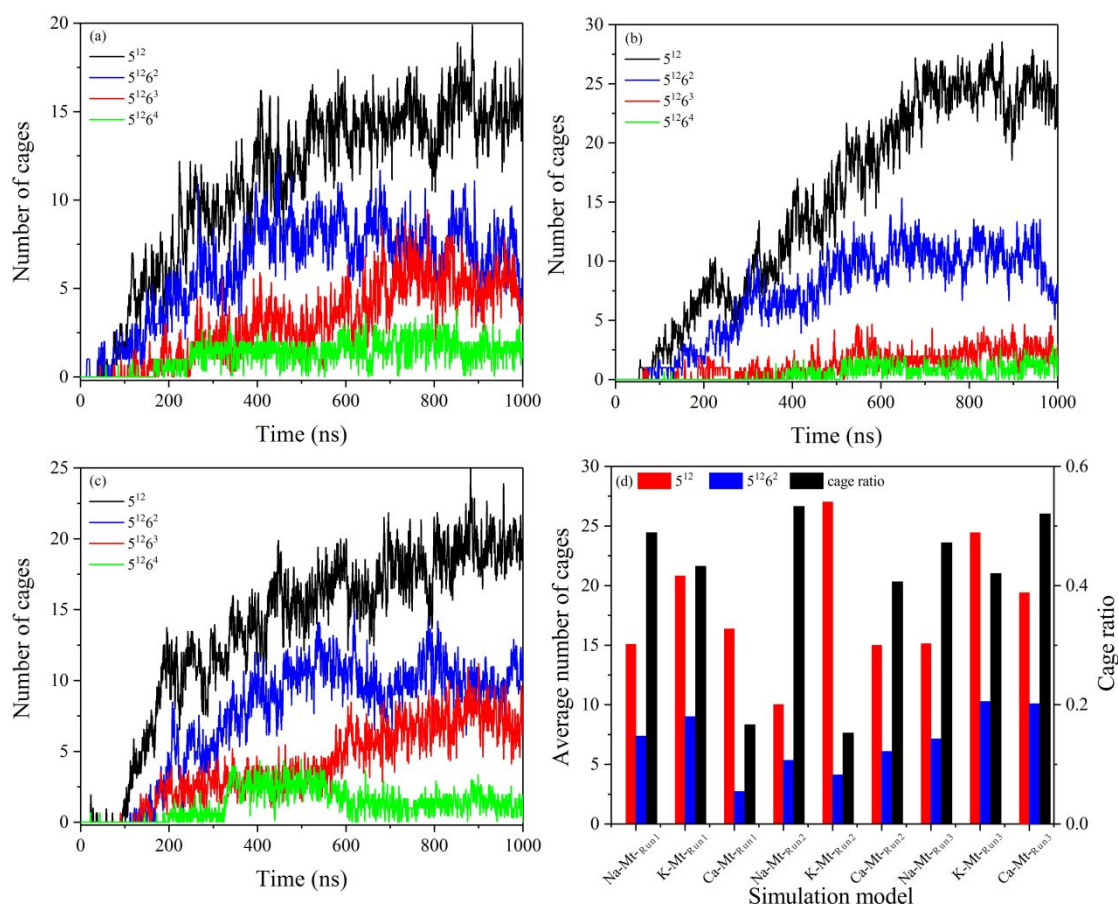 (a)
5¹²
5¹²6²
5¹²6³
5¹²6⁴
20
15
10
5
0
Number of cages
0 200 400 600 800 1000
Time (ns)
(b)
5¹²
5¹²6²
5¹²6³
5¹²6⁴
30
25
20
15
10
5
0
Number of cages
0 200 400 600 800 1000
Time (ns)
(c)
5¹²
5¹²6²
5¹²6³
5¹²6⁴
25
20
15
10
5
0
Number of cages
0 200 400 600 800 1000
Time (ns)
(d) 5¹² 5¹²6² cage ratio
30
25
20
15
10
5
0
Average number of cages
0.6
0.4
0.2
0.0
Cage ratio
Na-Mt-Run1
K-Mt-Run1
Ca-Mt-Run1
Na-Mt-Run2
K-Mt-Run2
Ca-Mt-Run2
Na-Mt-Run3
K-Mt-Run3
Ca-Mt-Run3
Simulation model